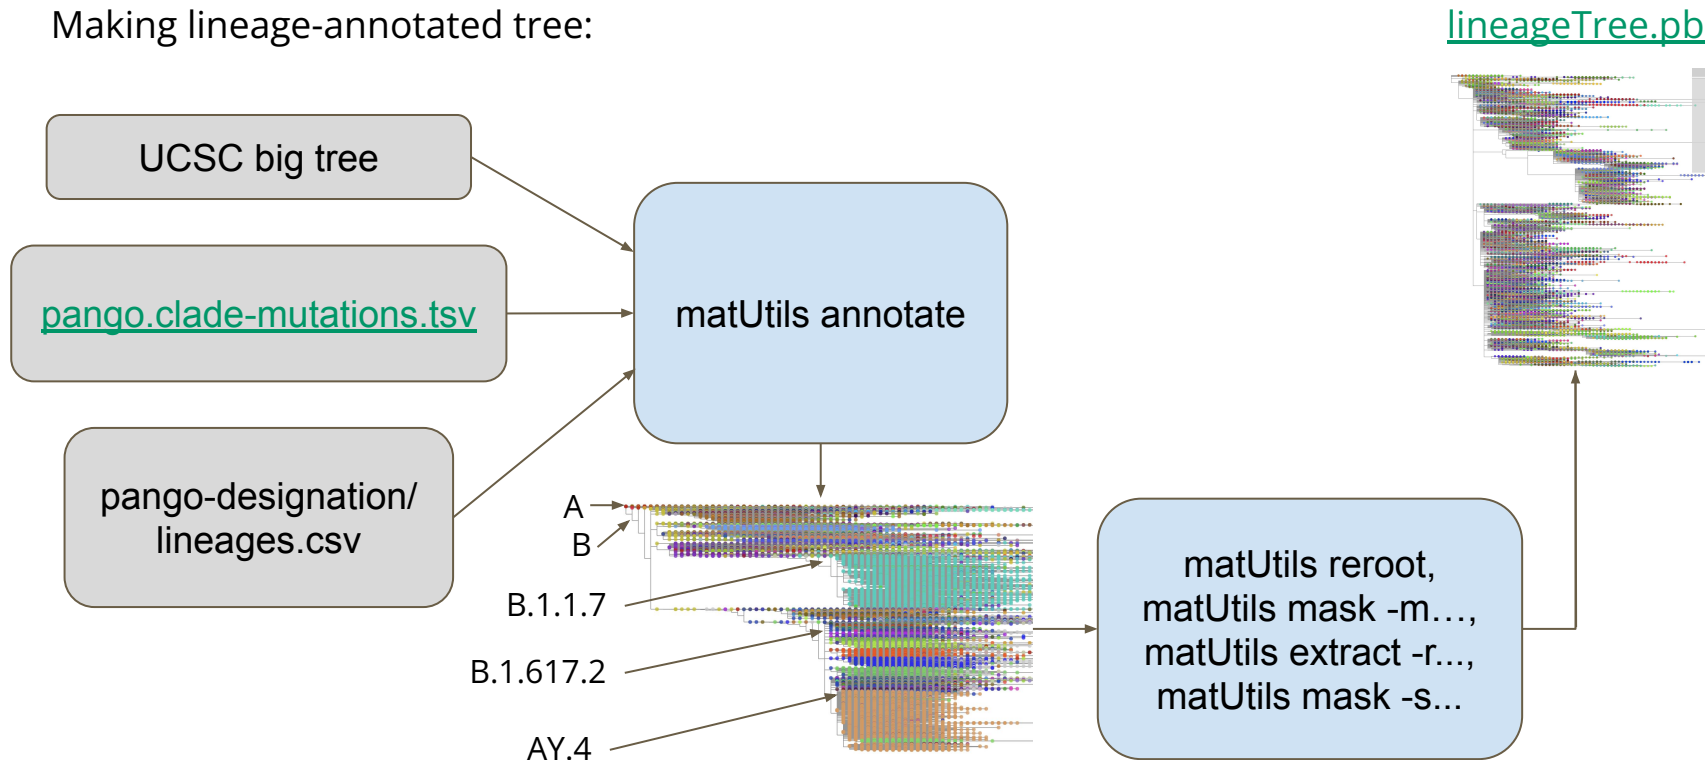 Making lineage-annotated tree:
lineageTree.pb
UCSC big tree
pango.clade-mutations.tsv
matUtils annotate
pango-designation/
lineages.csv
A
B
B.1.1.7
B.1.617.2
AY.4
matUtils reroot,
matUtils mask -m…,
matUtils extract -r...,
matUtils mask -s...